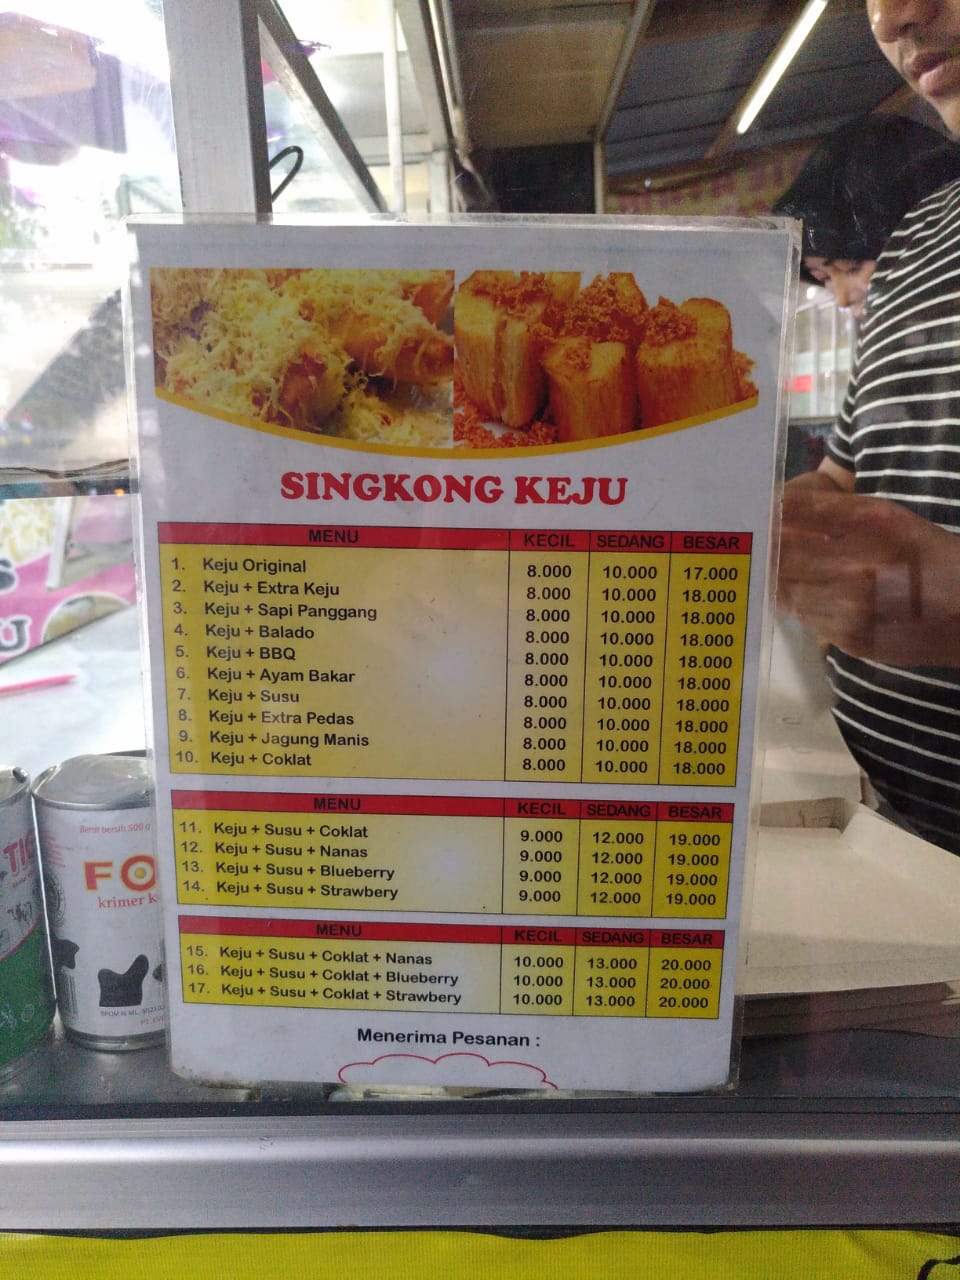 SINGKONG KEJU
MENU KECIL SEDANG BESAR
1. Keju Original 8.000 10.000 17.000
2. Keju + Extra Keju 8.000 10.000 18.000
3. Keju + Sapi Panggang 8.000 10.000 18.000
4. Keju + Balado 8.000 10.000 18.000
5. Keju + BBQ 8.000 10.000 18.000
6. Keju + Ayam Bakar 8.000 10.000 18.000
7. Keju + Susu 8.000 10.000 18.000
8. Keju + Extra Pedas 8.000 10.000 18.000
9. Keju + Jagung Manis 8.000 10.000 18.000
10. Keju + Coklat 8.000 10.000 18.000
MENU KECIL SEDANG BESAR
11. Keju + Susu + Coklat 9.000 12.000 19.000
12. Keju + Susu + Nanas 9.000 12.000 19.000
13. Keju + Susu + Blueberry 9.000 12.000 19.000
14. Keju + Susu + Strawbery 9.000 12.000 19.000
MENU KECIL SEDANG BESAR
15. Keju + Susu + Coklat + Nanas 10.000 13.000 20.000
16. Keju + Susu + Coklat + Blueberry 10.000 13.000 20.000
17. Keju + Susu + Coklat + Strawbery 10.000 13.000 20.000
Menerima Pesanan :
Berat bersih 500 g
FO
krimer k